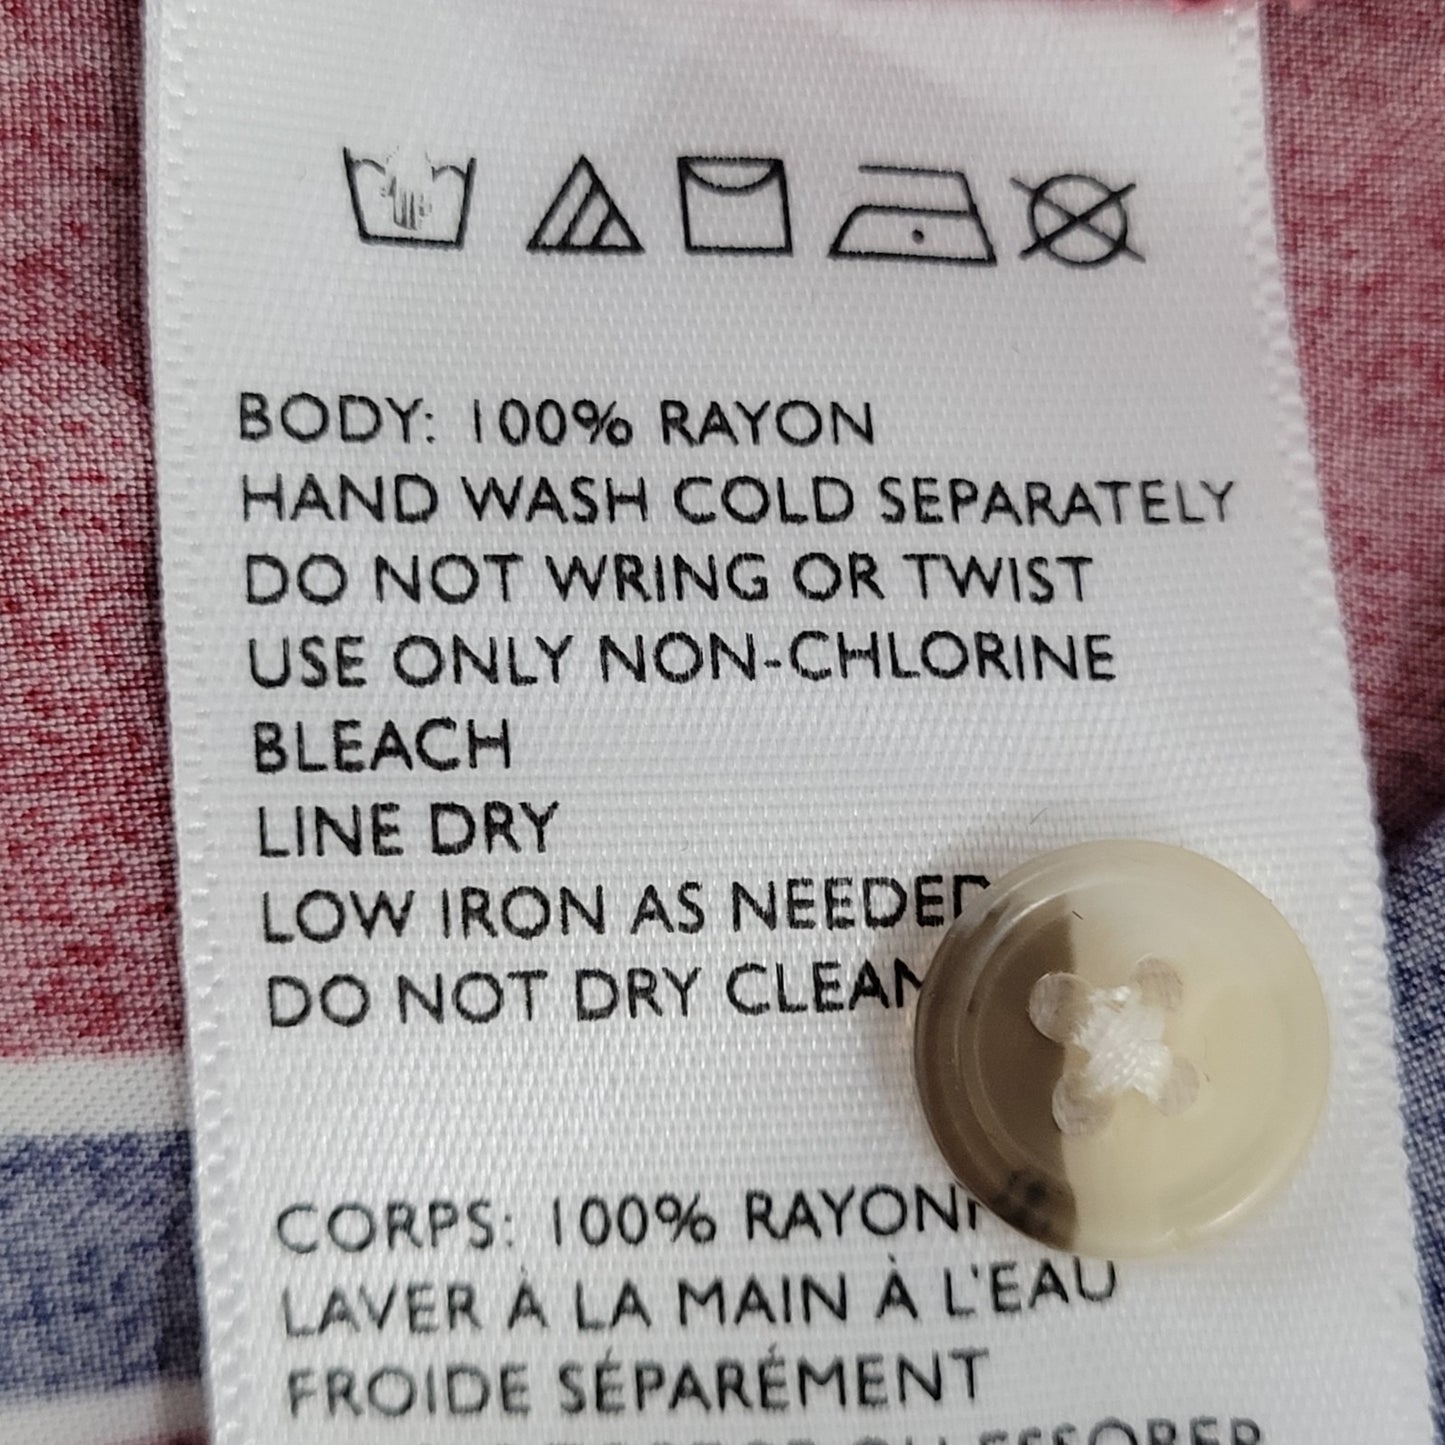 BODY: 100% RAYON
HAND WASH COLD SEPARATELY
DO NOT WRING OR TWIST
USE ONLY NON-CHLORINE
BLEACH
LINE DRY
LOW IRON AS NEEDED
DO NOT DRY CLEAN
CORPS: 100% RAYONNE
LAVER À LA MAIN À L'EAU
FROIDE SÉPARÉMENT